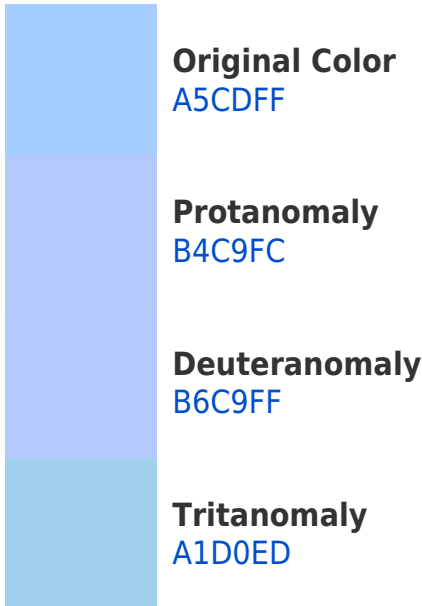 Original Color
A5CDFF
Protanomaly
B4C9FC
Deuteranomaly
B6C9FF
Tritanomaly
A1D0ED